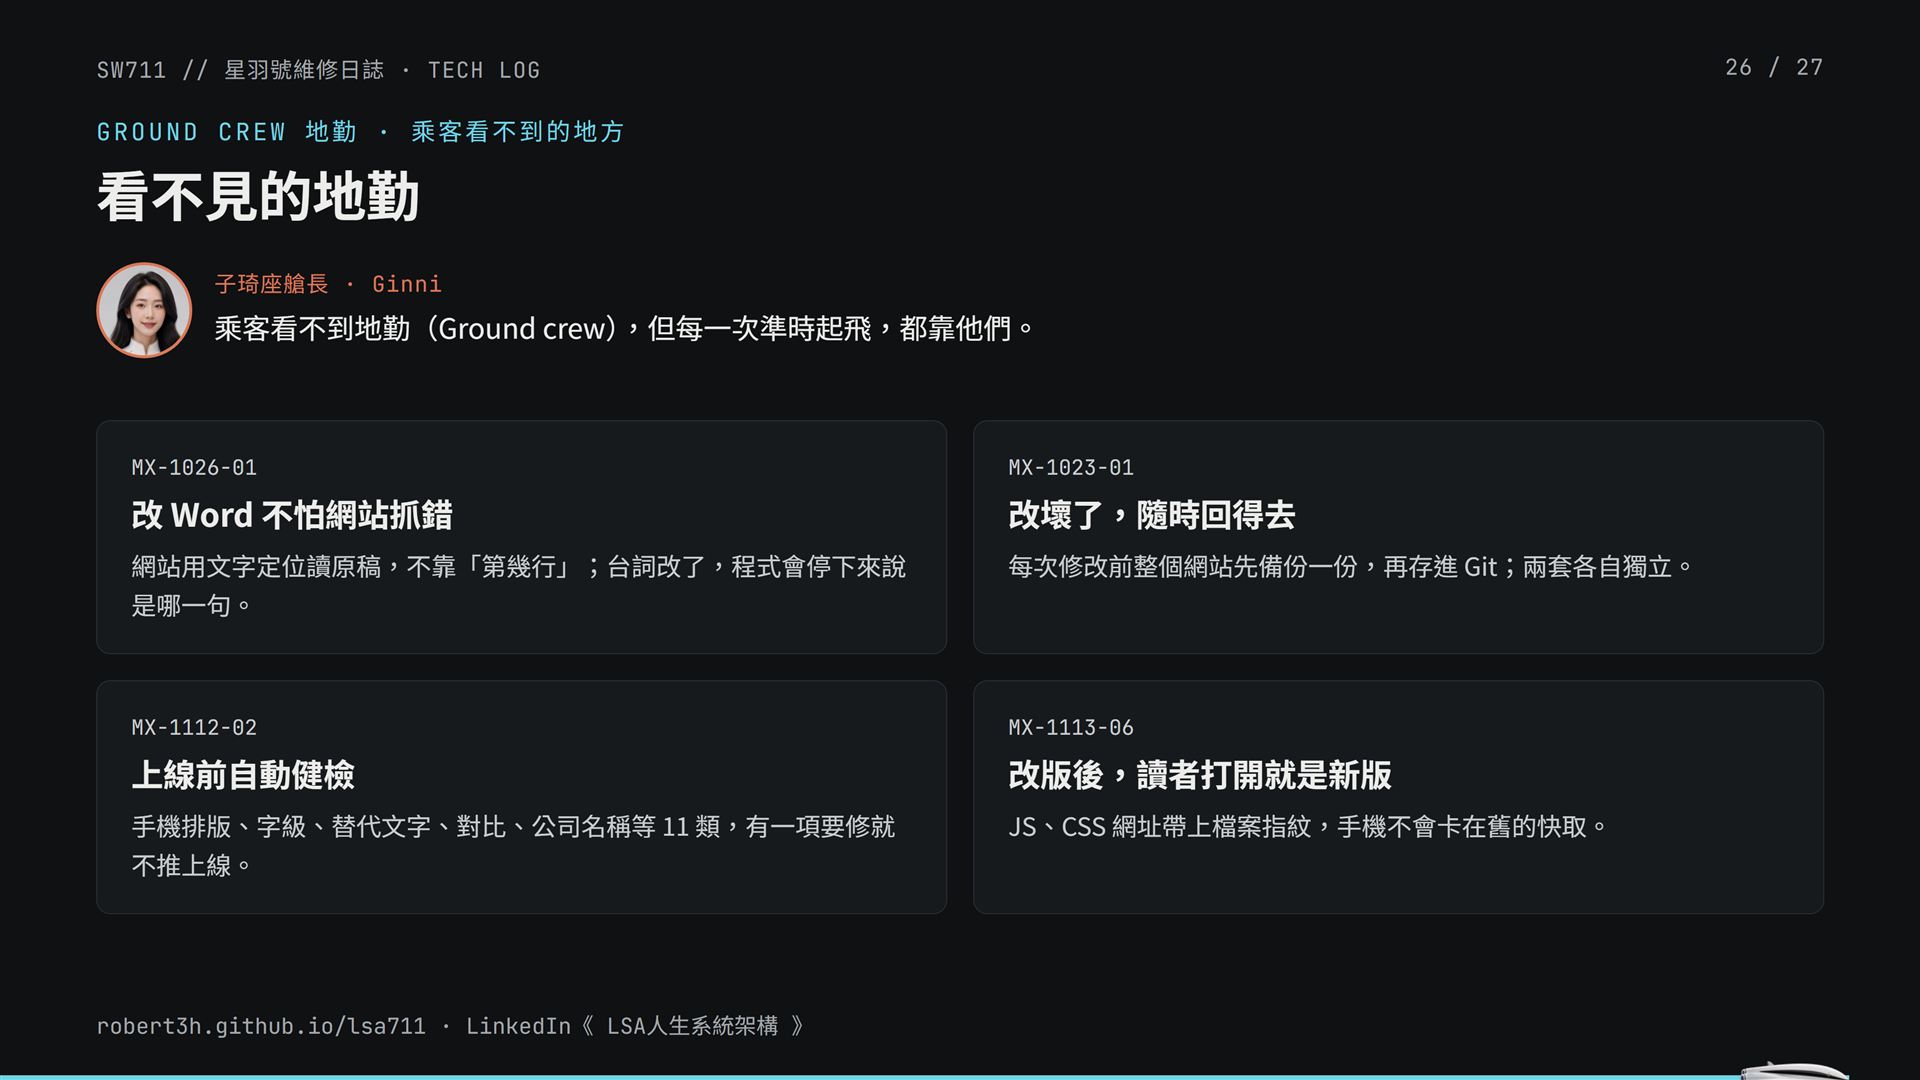 SW711 // 星羽號維修日誌 · TECH LOG
26 / 27
GROUND CREW 地勤 · 乘客看不到的地方
看不見的地勤
子琦座艙長 · Ginni
乘客看不到地勤（Ground crew），但每一次準時起飛，都靠他們。
MX-1026-01
改 Word 不怕網站抓錯
網站用文字定位讀原稿，不靠「第幾行」；台詞改了，程式會停下來說
是哪一句。
MX-1023-01
改壞了，隨時回得去
每次修改前整個網站先備份一份，再存進 Git；兩套各自獨立。
MX-1112-02
上線前自動健檢
手機排版、字級、替代文字、對比、公司名稱等 11 類，有一項要修就
不推上線。
MX-1113-06
改版後，讀者打開就是新版
JS、CSS 網址帶上檔案指紋，手機不會卡在舊的快取。
robert3h.github.io/lsa711 · LinkedIn《 LSA人生系統架構 》